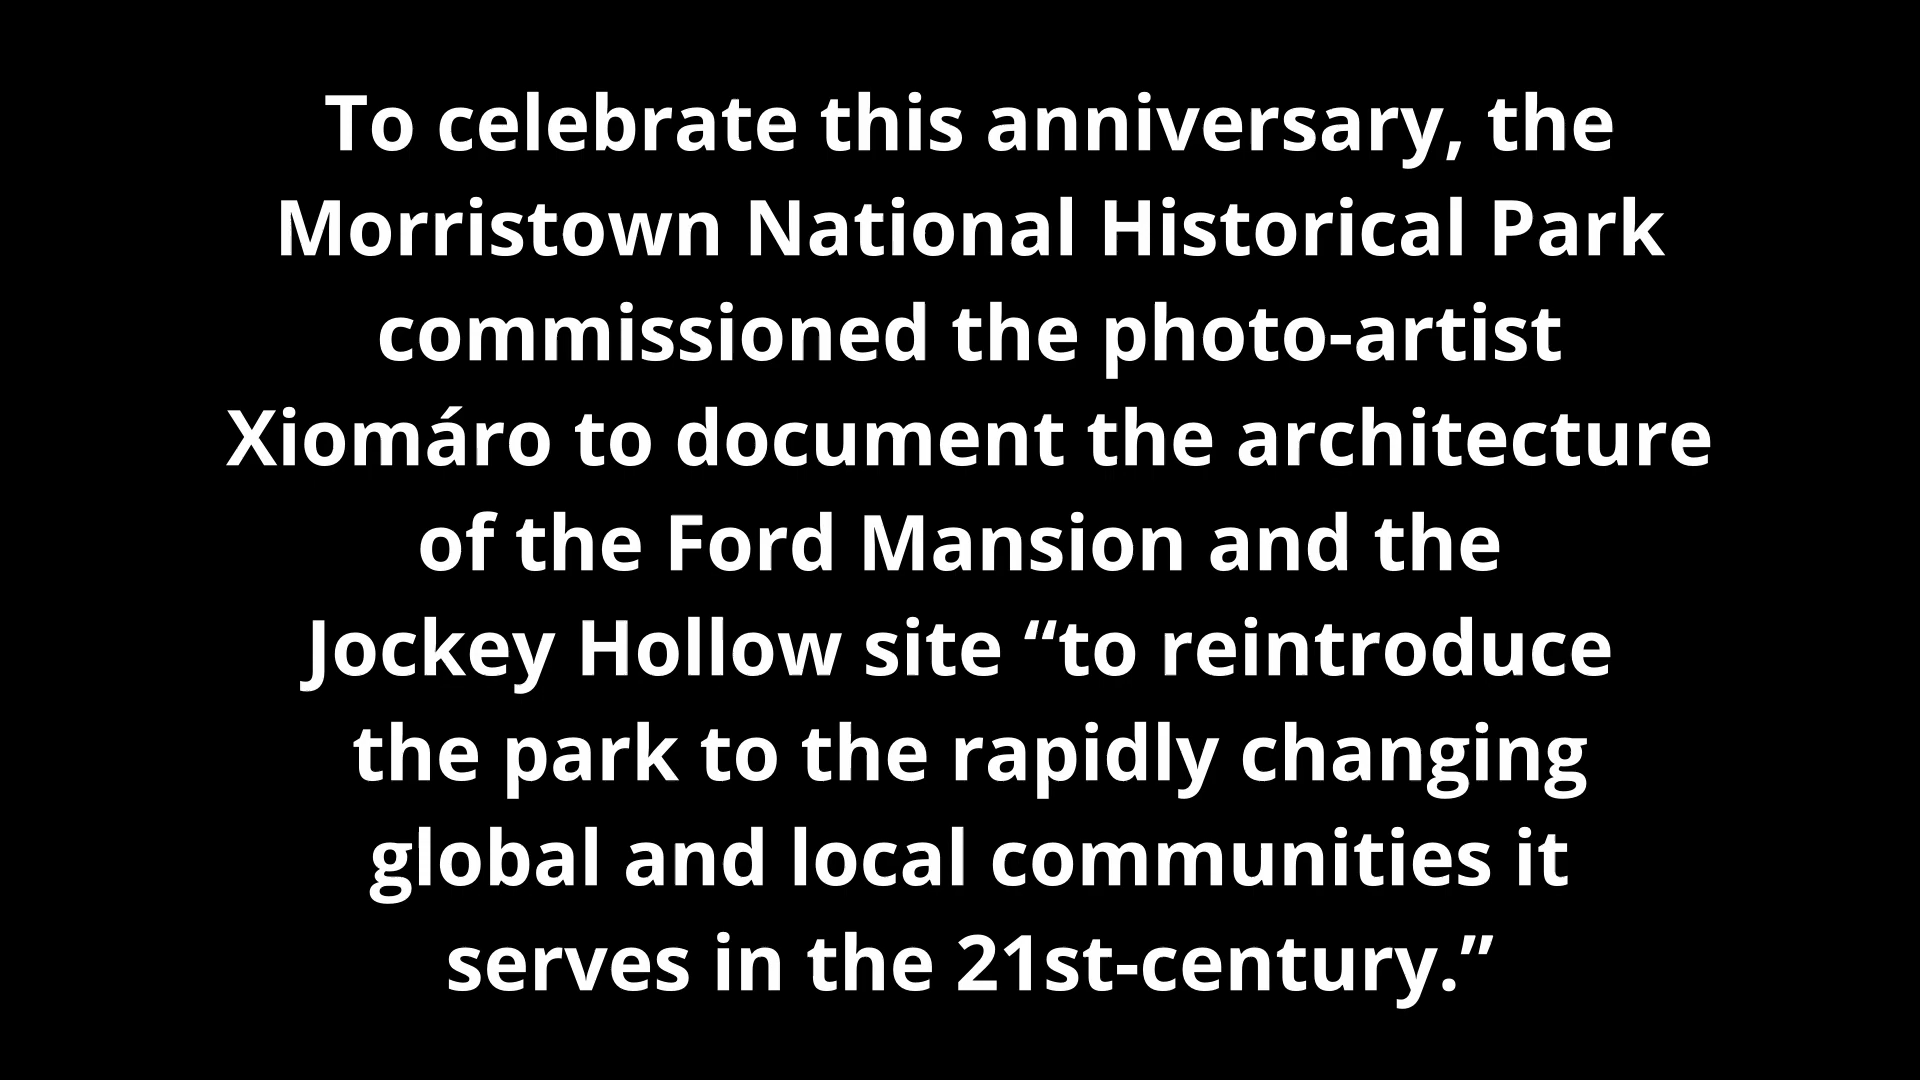 To celebrate this anniversary, the
Morristown National Historical Park
commissioned the photo-artist
Xiomáro to document the architecture
of the Ford Mansion and the
Jockey Hollow site “to reintroduce
the park to the rapidly changing
global and local communities it
serves in the 21st-century.”